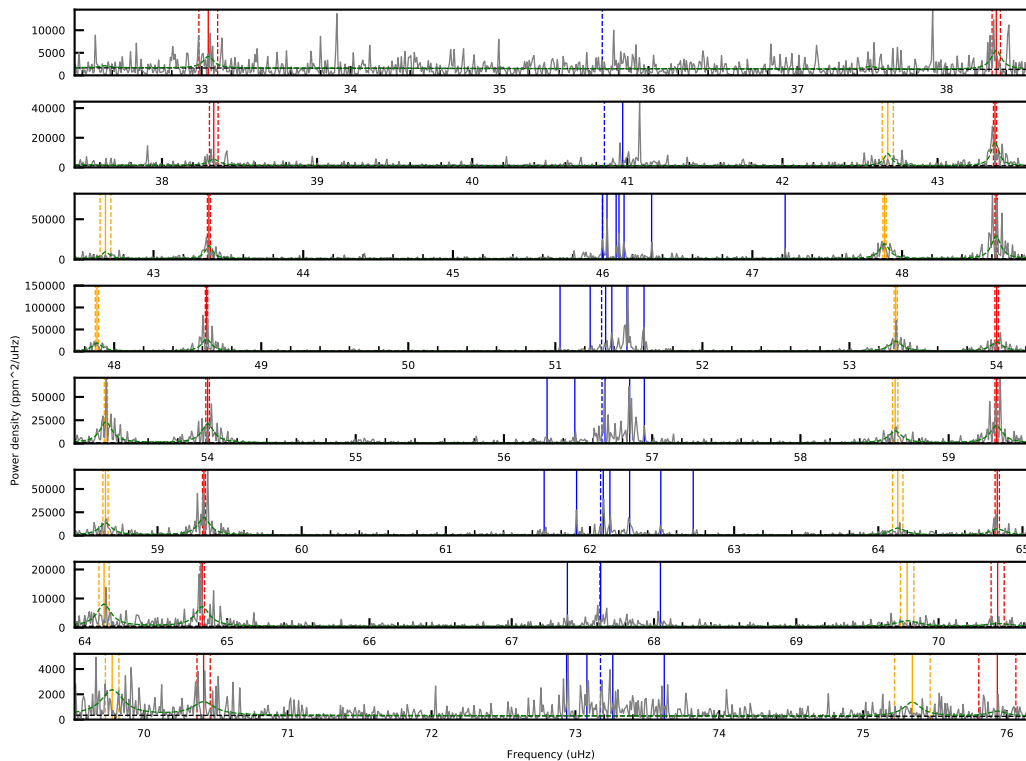 10000
5000
0
33 34 35 36 37 38
40000
20000
0
38 39 40 41 42 43
50000
0
43 44 45 46 47 48
150000
100000
50000
0
48 49 50 51 52 53 54
50000
25000
0
54 55 56 57 58 59
Power density (ppm^2/uHz)
50000
25000
0
59 60 61 62 63 64 65
20000
10000
0
64 65 66 67 68 69 70
4000
2000
0
70 71 72 73 74 75 76
Frequency (uHz)